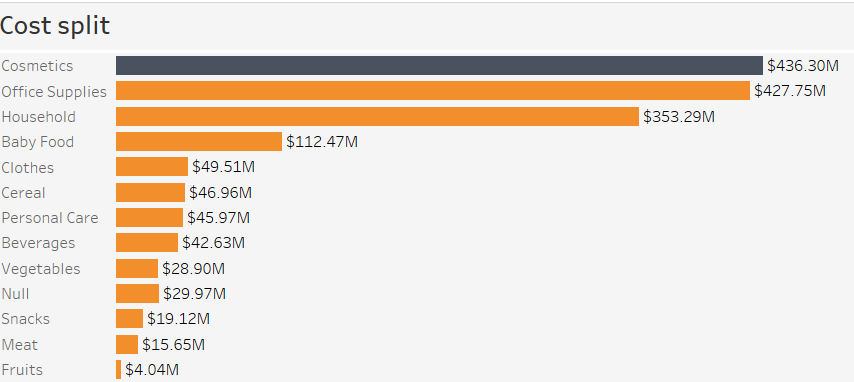 Cost split
Cosmetics $436.30M
Office Supplies $427.75M
Household $353.29M
Baby Food $112.47M
Clothes $49.51M
Cereal $46.96M
Personal Care $45.97M
Beverages $42.63M
Vegetables $28.90M
Null $29.97M
Snacks $19.12M
Meat $15.65M
Fruits $4.04M